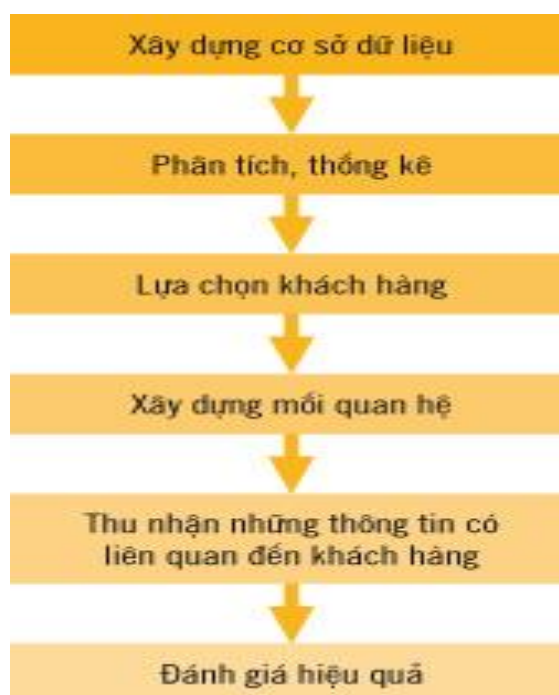 Xây dựng cơ sở dữ liệu
Phân tích, thống kê
Lựa chọn khách hàng
Xây dựng mối quan hệ
Thu nhận những thông tin có
liên quan đến khách hàng
Đánh giá hiệu quả